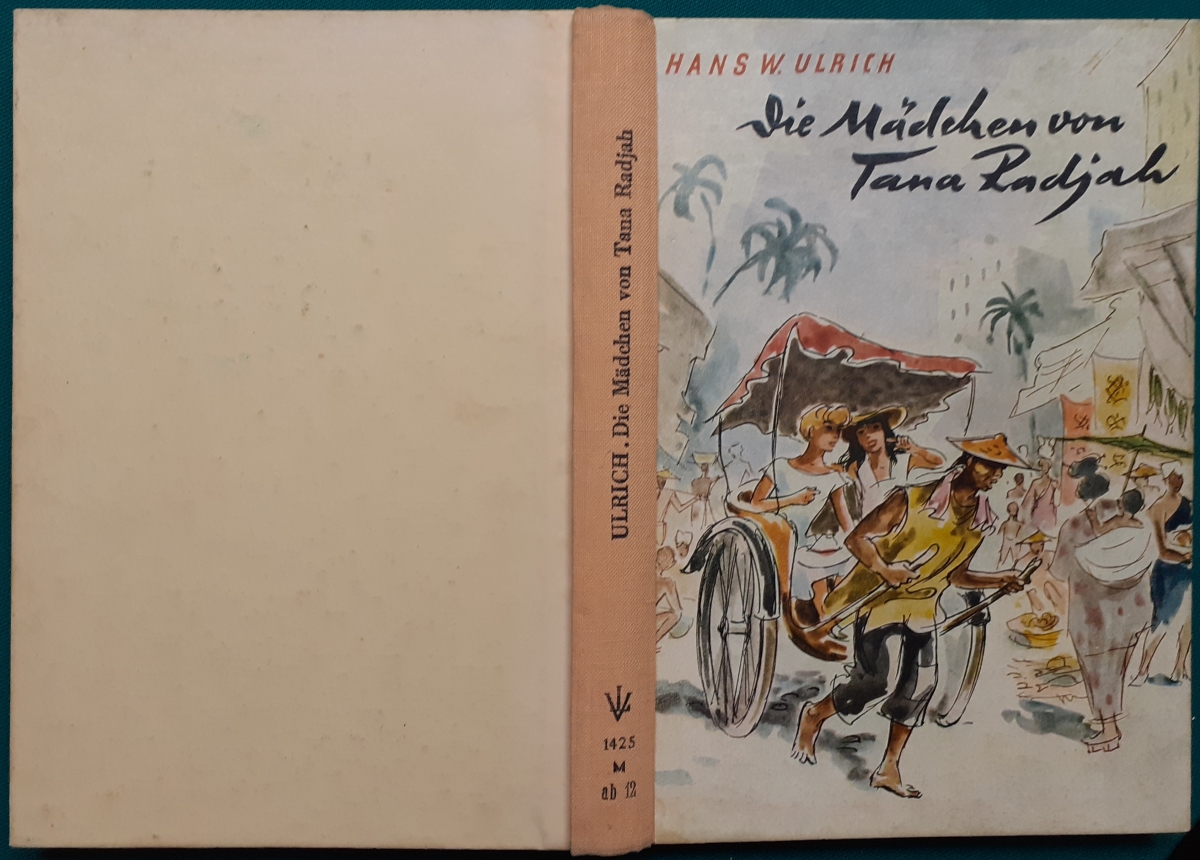 HANS W. ULRICH
Die Mädchen von
Tana Radjah
ULRICH . Die Mädchen von Tana Radjah
1425
M
ab 12